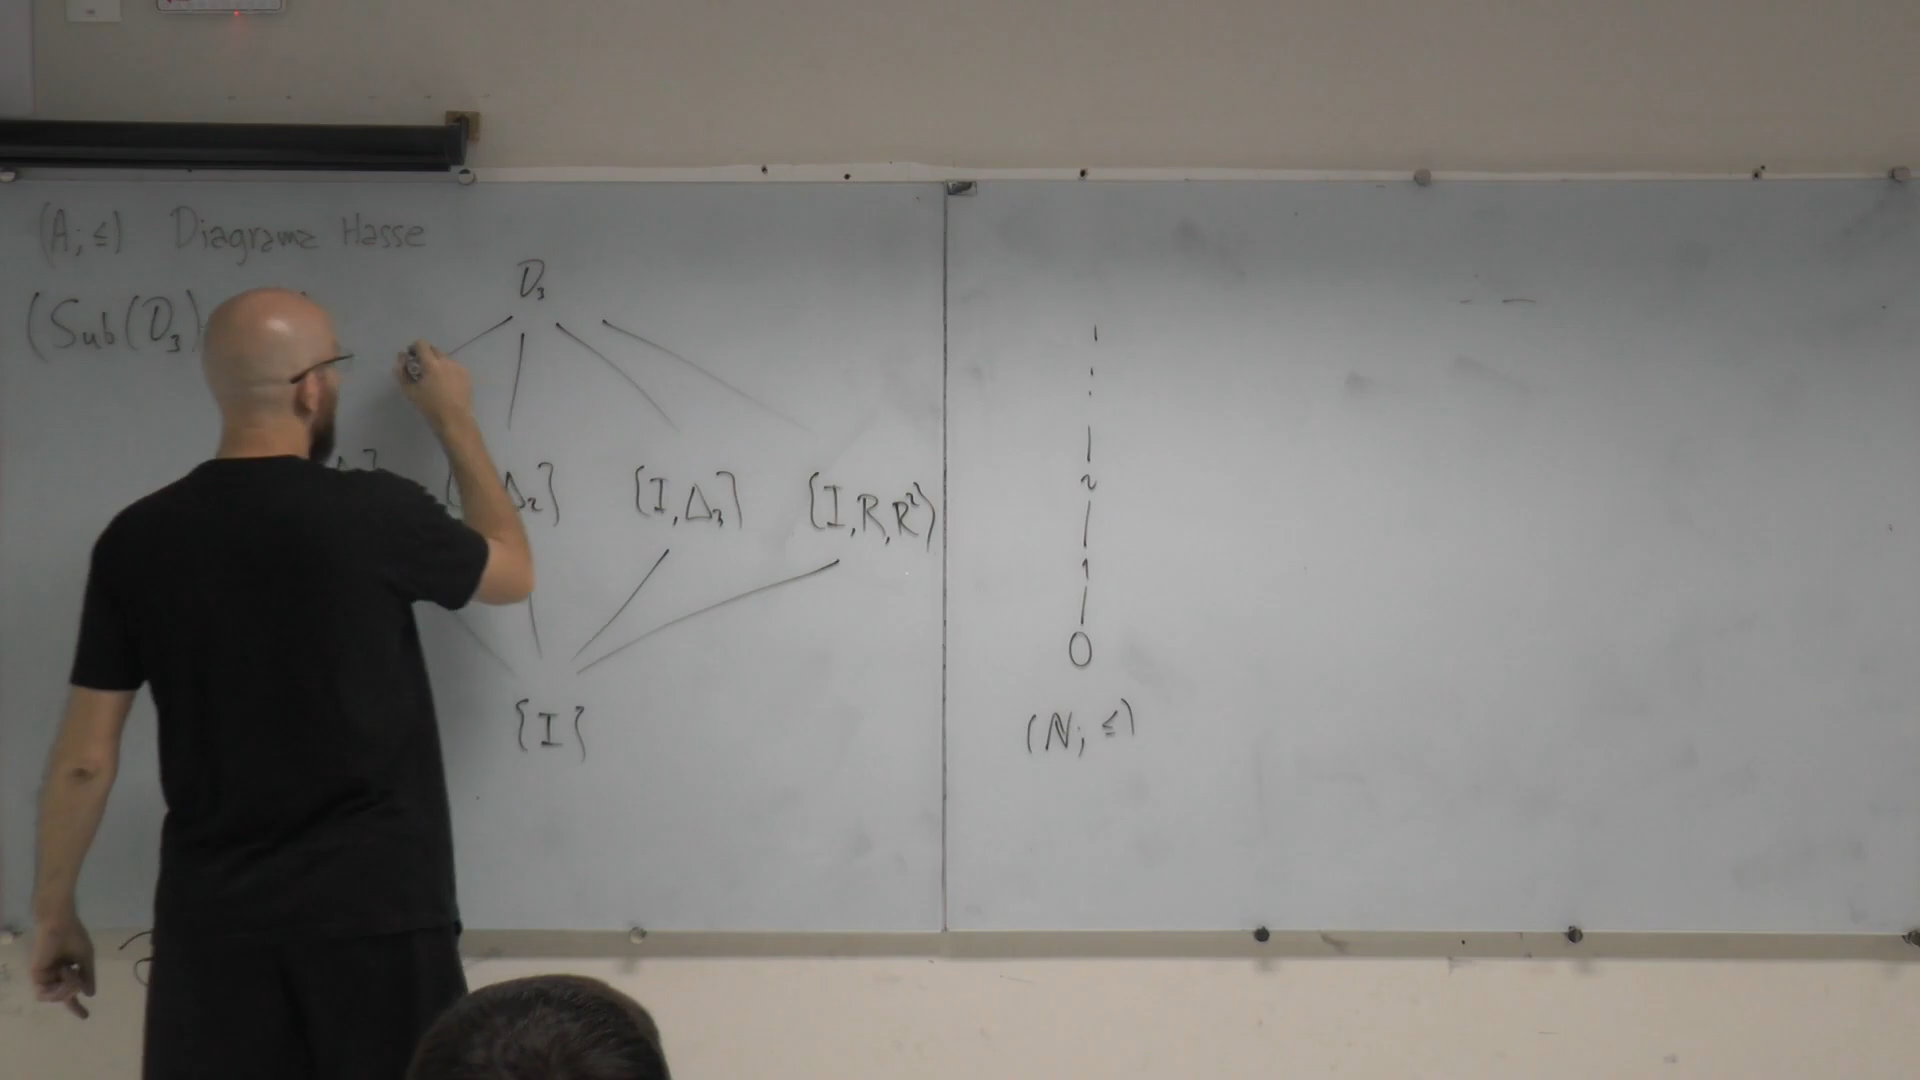 (A; ≤) Diagrama Hasse
(Sub(D₃)
D₃
Δ₂}
{I, Δ₃}
{I, R, R²}
{I}
2
1
0
(ℕ; ≤)